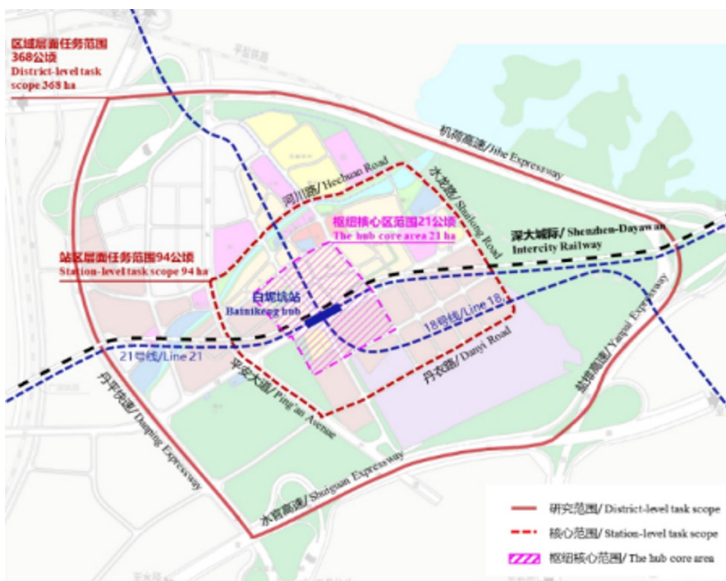 区域层面任务范围
368公顷
District-level task
scope 368 ha
平盐铁路
机荷高速/Jihe Expressway
河川路/Hechuan Road
水龙路/Shuilong Road
枢纽核心区范围21公顷
The hub core area 21 ha
深大城际/ Shenzhen-Dayawan
Intercity Railway
站区层面任务范围94公顷
Station-level task scope 94 ha
白坭坑站
Bainikeng hub
18号线/Line 18
21号线/Line 21
平安大道/Ping'an Avenue
丹农路/Danyi Road
盐排高速/Yanpai Expressway
丹平快速/Danping Expressway
水官高速/Shuiguan Expressway
研究范围/ District-level task scope
核心范围/ Station-level task scope
枢纽核心范围/ The hub core area